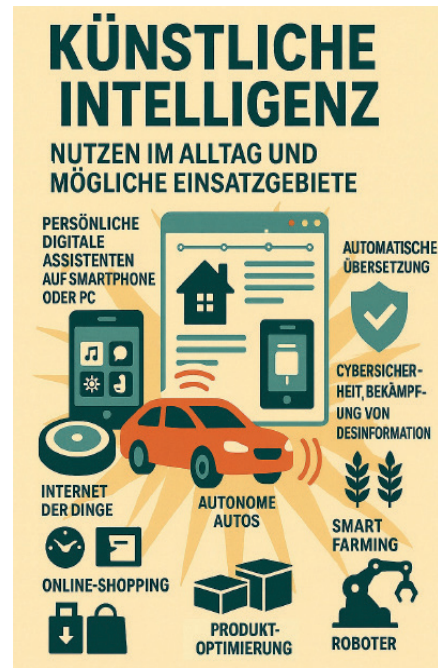 KÜNSTLICHE
INTELLIGENZ
NUTZEN IM ALLTAG UND
MÖGLICHE EINSATZGEBIETE
PERSÖNLICHE
DIGITALE
ASSISTENTEN
AUF SMARTPHONE
ODER PC
AUTOMATISCHE
ÜBERSETZUNG
CYBERSICHER-
HEIT, BEKÄMPF-
UNG VON
DESINFORMATION
INTERNET
DER DINGE
AUTONOME
AUTOS
SMART
FARMING
ONLINE-SHOPPING
PRODUKT-
OPTIMIERUNG
ROBOTER